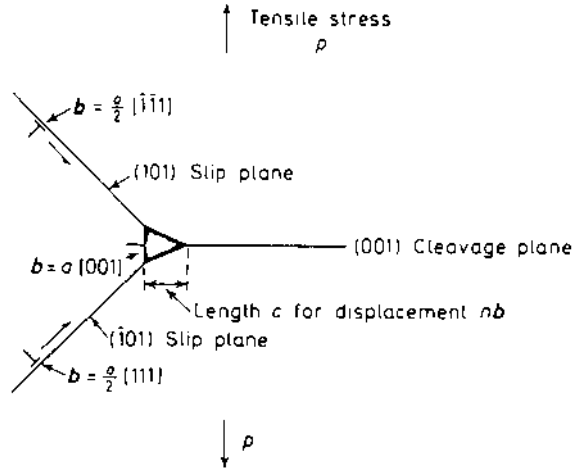 Tensile stress
p
b = a/2 [1̄1̄1]
(101) Slip plane
(001) Cleavage plane
b = a [001]
Length c for displacement nb
(1̄01) Slip plane
b = a/2 [111]
p